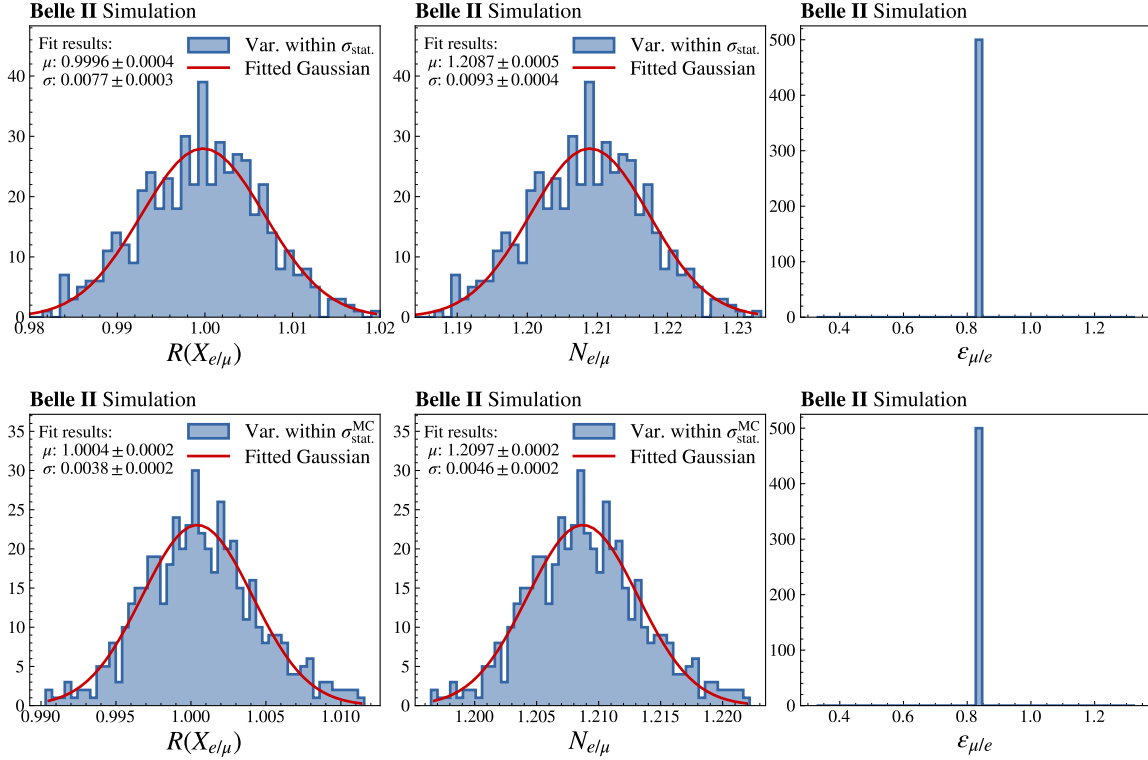 Belle II Simulation
Fit results:
μ: 0.9996 ± 0.0004
σ: 0.0077 ± 0.0003
Var. within σstat.
Fitted Gaussian
40
30
20
10
0
0.98 0.99 1.00 1.01 1.02
R(Xe/μ)
Belle II Simulation
Fit results:
μ: 1.2087 ± 0.0005
σ: 0.0093 ± 0.0004
Var. within σstat.
Fitted Gaussian
40
30
20
10
0
1.19 1.20 1.21 1.22 1.23
Ne/μ
Belle II Simulation
500
400
300
200
100
0
0.4 0.6 0.8 1.0 1.2
εμ/e
Belle II Simulation
Fit results:
μ: 1.0004 ± 0.0002
σ: 0.0038 ± 0.0002
Var. within σMCstat.
Fitted Gaussian
35
30
25
20
15
10
5
0
0.990 0.995 1.000 1.005 1.010
R(Xe/μ)
Belle II Simulation
Fit results:
μ: 1.2097 ± 0.0002
σ: 0.0046 ± 0.0002
Var. within σMCstat.
Fitted Gaussian
35
30
25
20
15
10
5
0
1.200 1.205 1.210 1.215 1.220
Ne/μ
Belle II Simulation
500
400
300
200
100
0
0.4 0.6 0.8 1.0 1.2
εμ/e